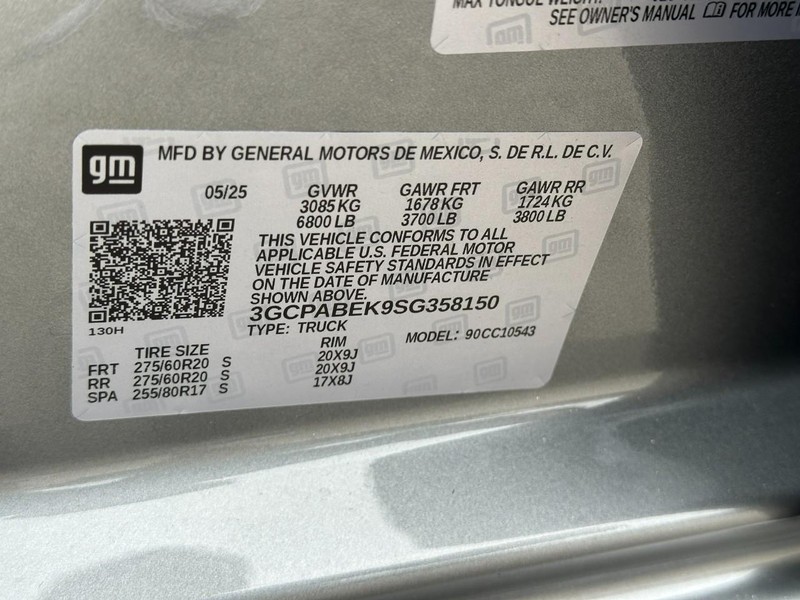 MAX TONGUE WEIGHT:
SEE OWNER'S MANUAL FOR MORE
gm
MFD BY GENERAL MOTORS DE MEXICO, S. DE R.L. DE C.V.
05/25 GVWR GAWR FRT GAWR RR
3085 KG 1678 KG 1724 KG
6800 LB 3700 LB 3800 LB
THIS VEHICLE CONFORMS TO ALL
APPLICABLE U.S. FEDERAL MOTOR
VEHICLE SAFETY STANDARDS IN EFFECT
ON THE DATE OF MANUFACTURE
SHOWN ABOVE.
3GCPABEK9SG358150
130H
TYPE: TRUCK MODEL: 90CC10543
TIRE SIZE RIM
FRT 275/60R20 S 20X9J
RR 275/60R20 S 20X9J
SPA 255/80R17 S 17X8J